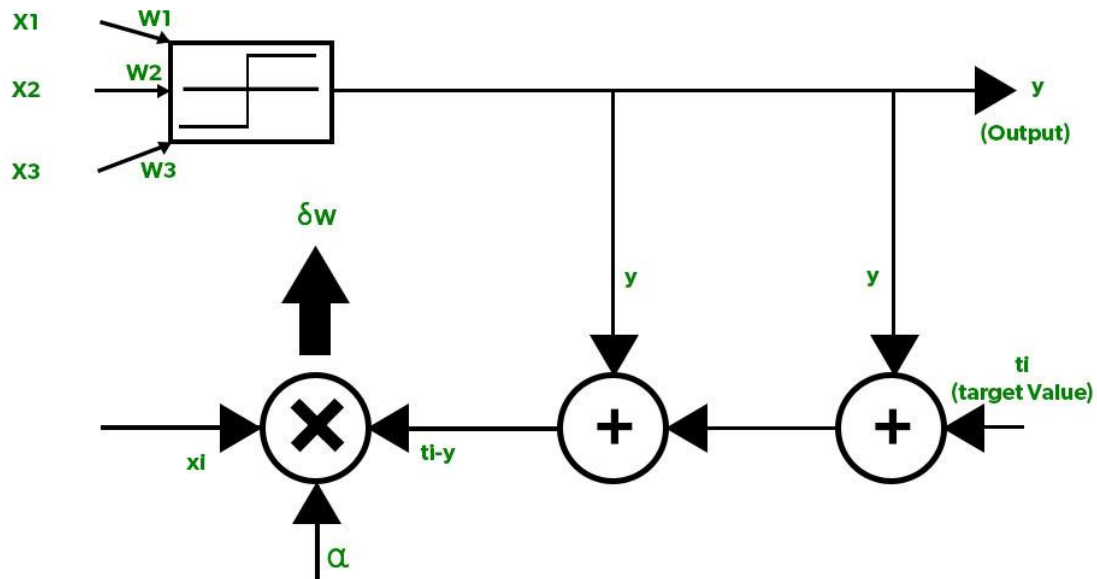 X1
W1
X2
W2
X3
W3
y
(Output)
δw
y
y
ti
(target Value)
xi
ti-y
α
+
+